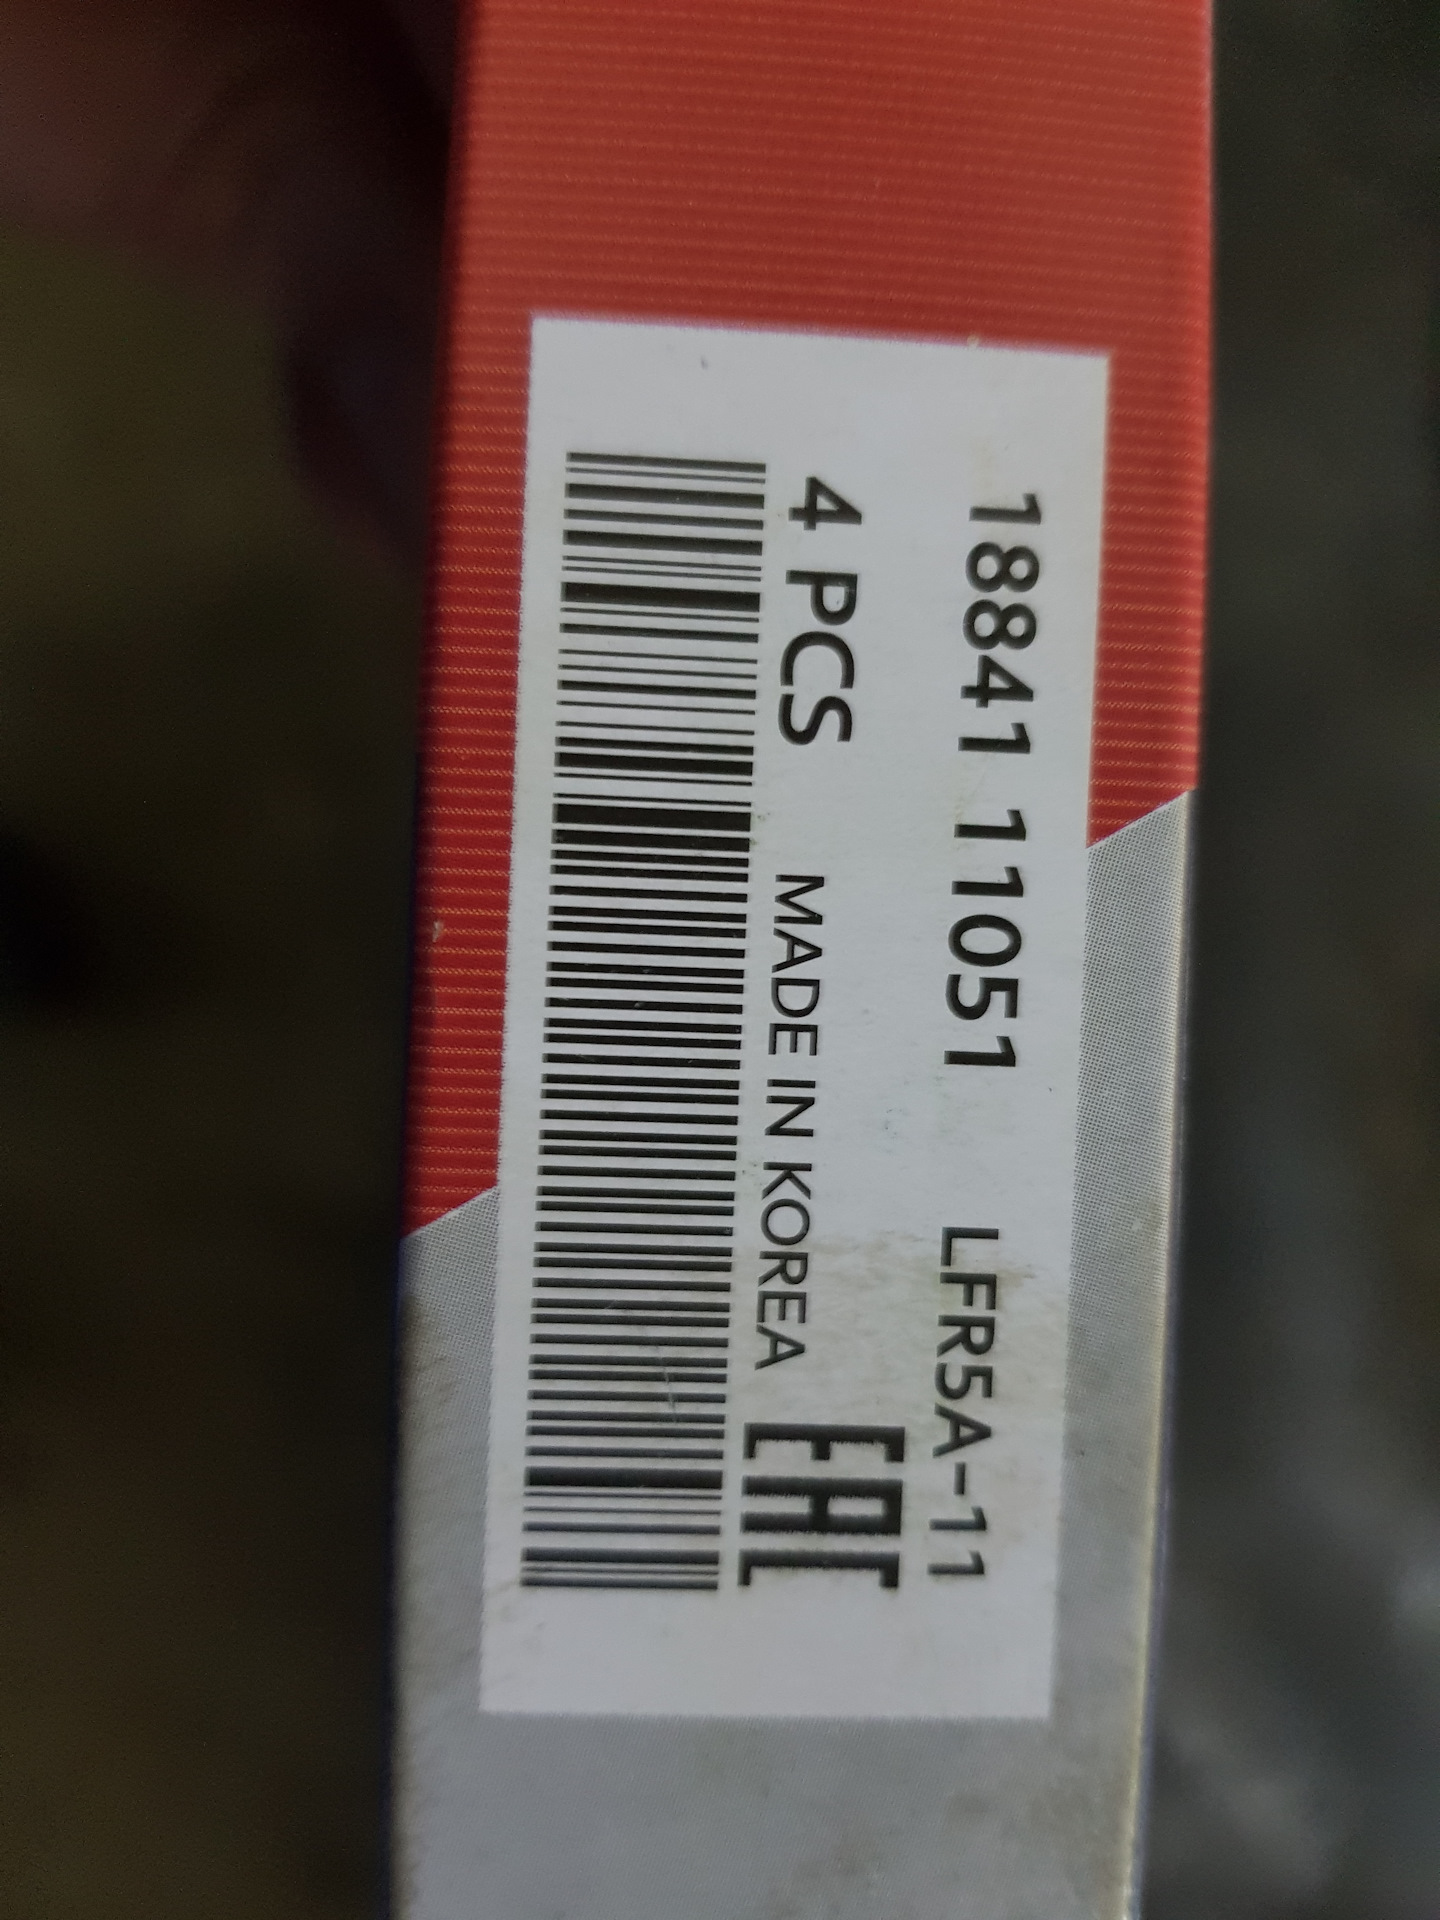 18841 11051 LFR5A-11
4 PCS MADE IN KOREA EAC